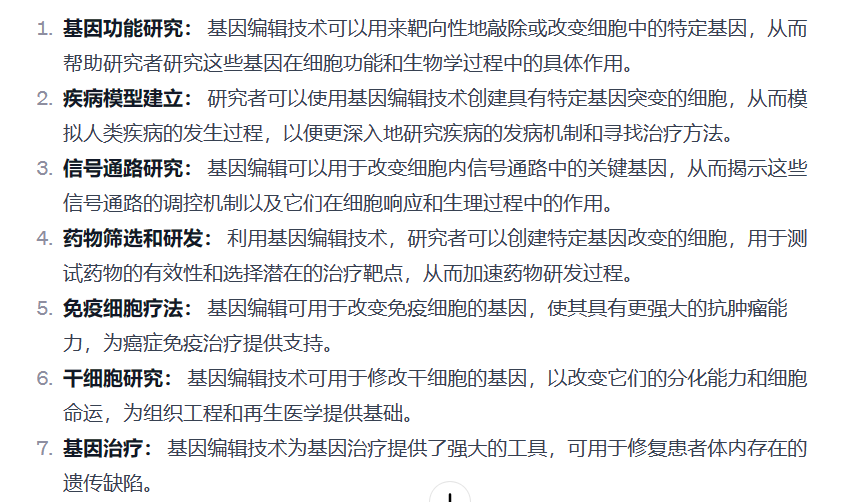 1. 基因功能研究： 基因编辑技术可以用来靶向性地敲除或改变细胞中的特定基因，从而
帮助研究者研究这些基因在细胞功能和生物学过程中的具体作用。
2. 疾病模型建立： 研究者可以使用基因编辑技术创建具有特定基因突变的细胞，从而模
拟人类疾病的发生过程，以便更深入地研究疾病的发病机制和寻找治疗方法。
3. 信号通路研究： 基因编辑可以用于改变细胞内信号通路中的关键基因，从而揭示这些
信号通路的调控机制以及它们在细胞响应和生理过程中的作用。
4. 药物筛选和研发： 利用基因编辑技术，研究者可以创建特定基因改变的细胞，用于测
试药物的有效性和选择潜在的治疗靶点，从而加速药物研发过程。
5. 免疫细胞疗法： 基因编辑可用于改变免疫细胞的基因，使其具有更强大的抗肿瘤能
力，为癌症免疫治疗提供支持。
6. 干细胞研究： 基因编辑技术可用于修改干细胞的基因，以改变它们的分化能力和细胞
命运，为组织工程和再生医学提供基础。
7. 基因治疗： 基因编辑技术为基因治疗提供了强大的工具，可用于修复患者体内存在的
遗传缺陷。